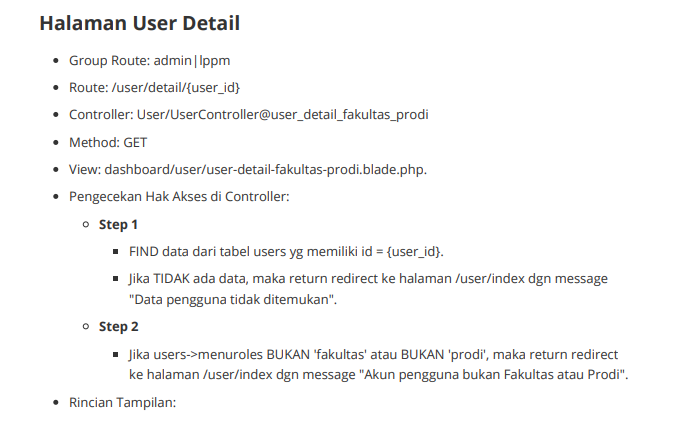 Halaman User Detail
Group Route: admin|lppm
Route: /user/detail/{user_id}
Controller: User/UserController@user_detail_fakultas_prodi
Method: GET
View: dashboard/user/user-detail-fakultas-prodi.blade.php.
Pengecekan Hak Akses di Controller:
Step 1
FIND data dari tabel users yg memiliki id = {user_id}.
Jika TIDAK ada data, maka return redirect ke halaman /user/index dgn message
"Data pengguna tidak ditemukan".
Step 2
Jika users->menuroles BUKAN 'fakultas' atau BUKAN 'prodi', maka return redirect
ke halaman /user/index dgn message "Akun pengguna bukan Fakultas atau Prodi".
Rincian Tampilan: